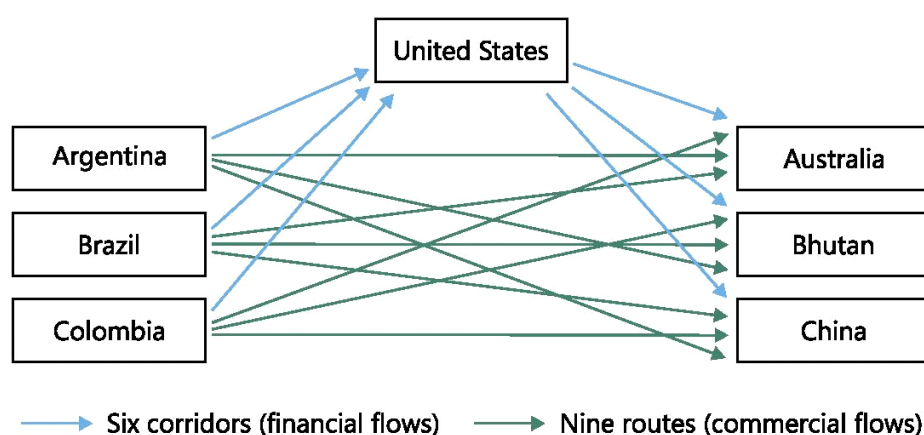 United States
Argentina
Australia
Brazil
Bhutan
Colombia
China
Six corridors (financial flows)
Nine routes (commercial flows)